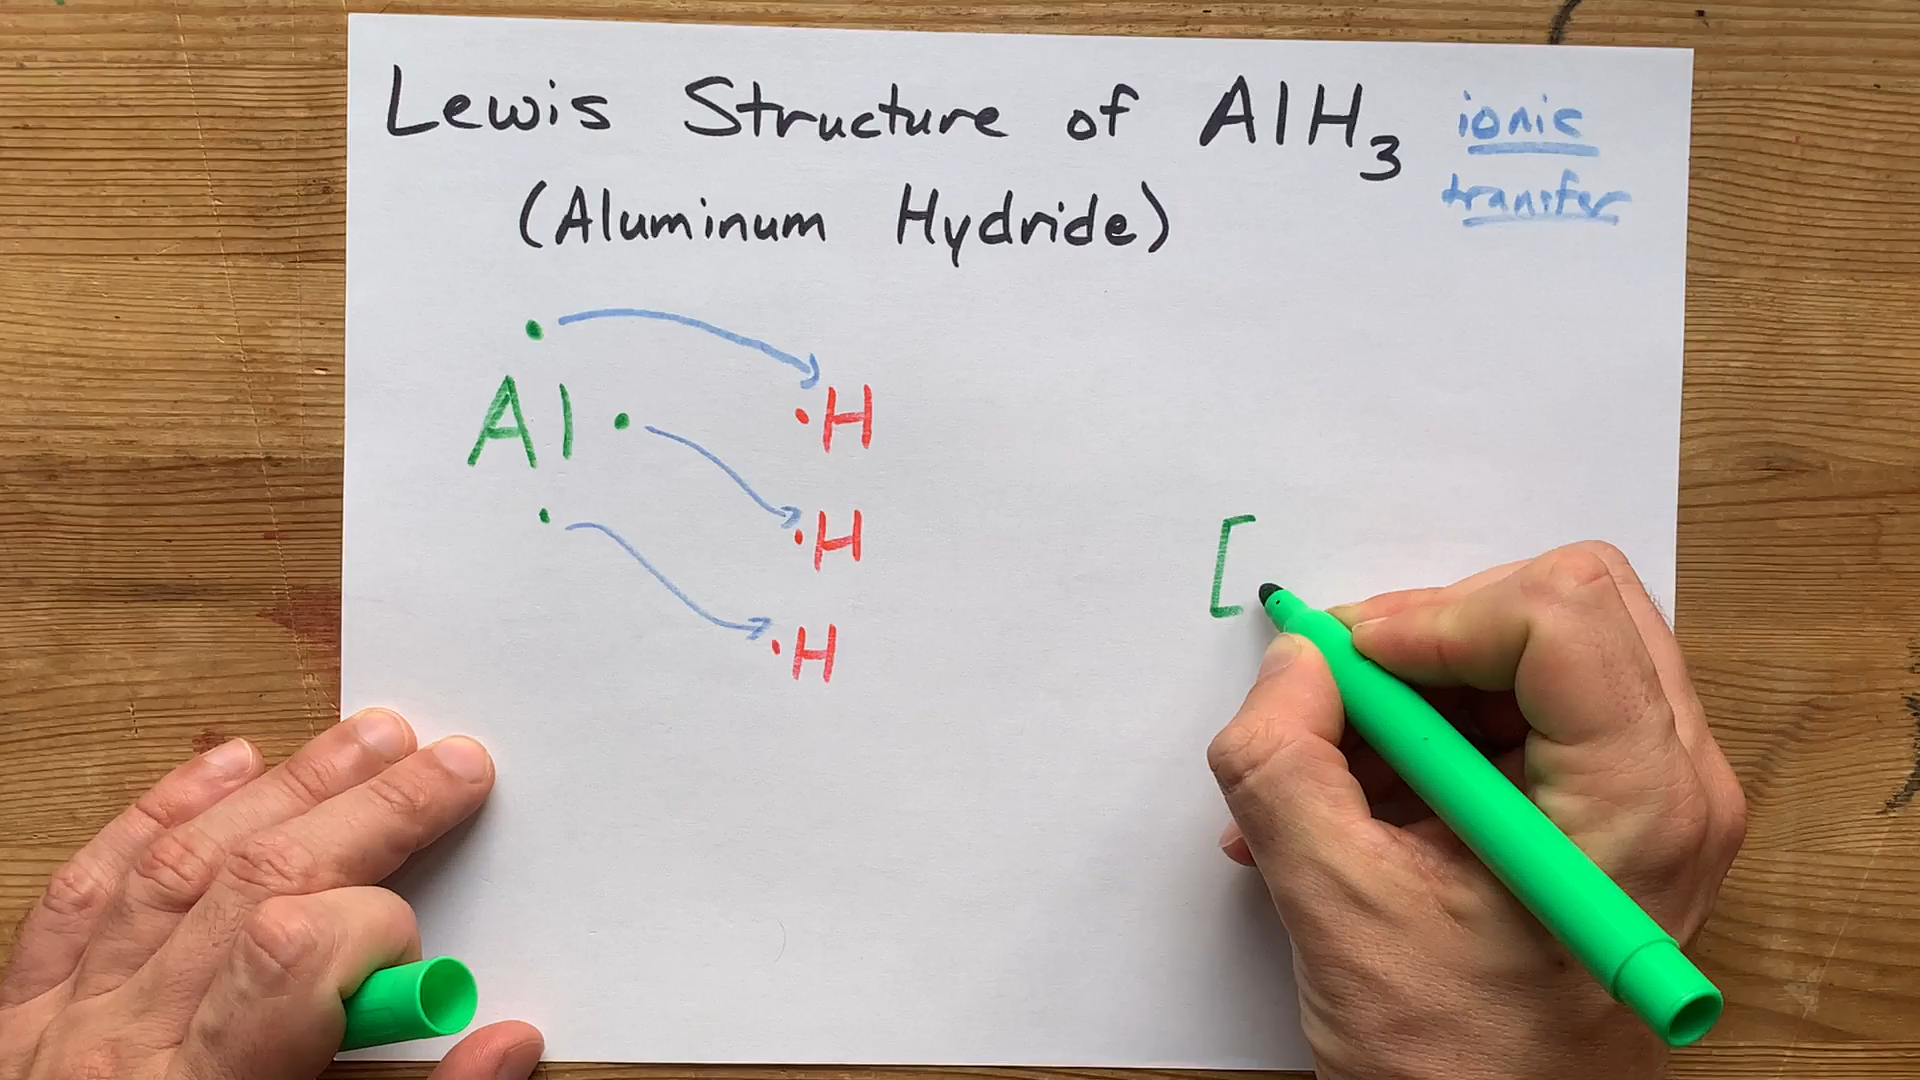 Lewis Structure of AlH₃
(Aluminum Hydride)
ionic
transfer
Al
·H
·H
·H
[